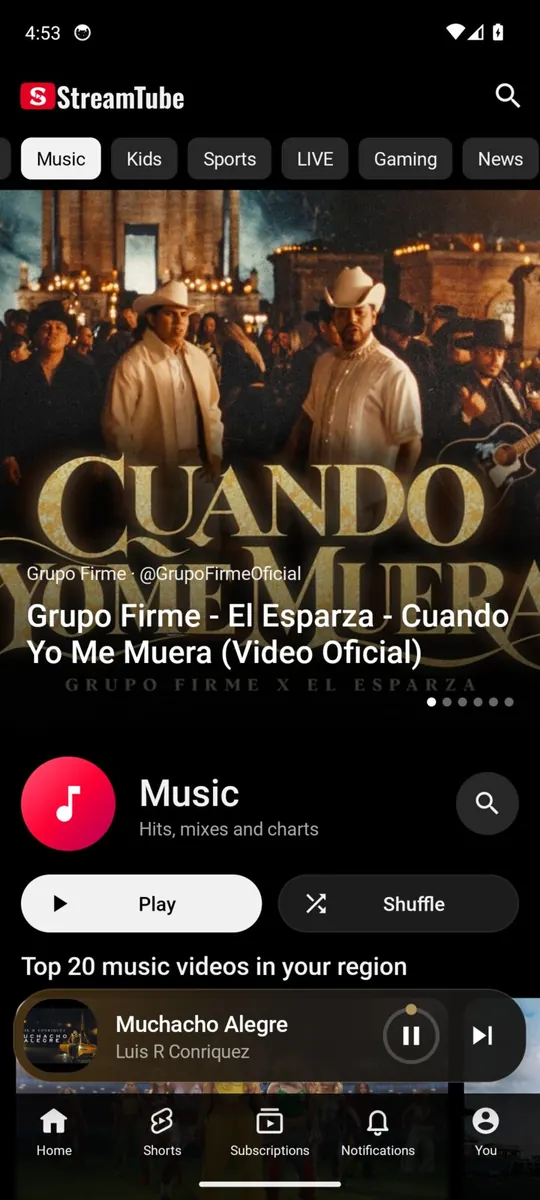 4:53
StreamTube
Music
Kids
Sports
LIVE
Gaming
News
CUANDO
YO ME MUERA
Grupo Firme · @GrupoFirmeOficial
Grupo Firme - El Esparza - Cuando
Yo Me Muera (Video Oficial)
GRUPO FIRME X EL ESPARZA
Music
Hits, mixes and charts
Play
Shuffle
Top 20 music videos in your region
Muchacho Alegre
Luis R Conriquez
Home
Shorts
Subscriptions
Notifications
You